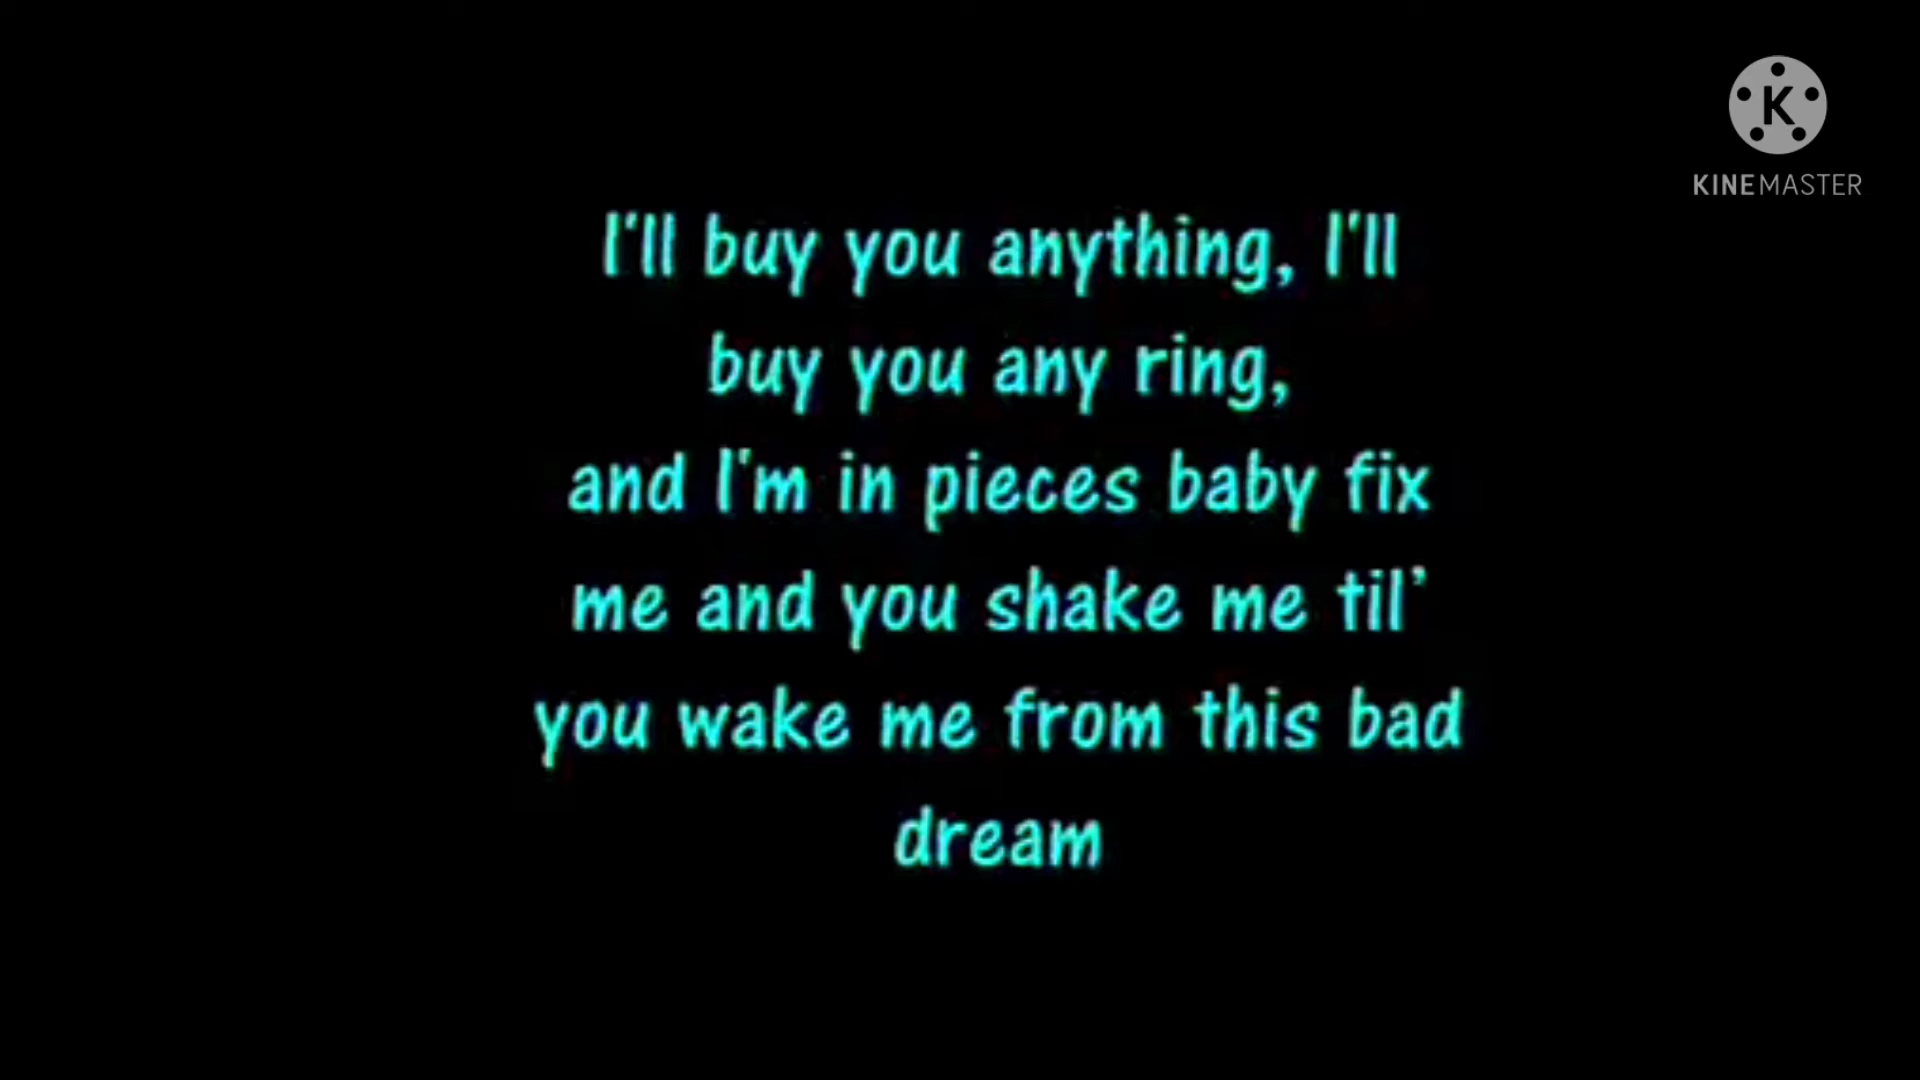 K
KINEMASTER
I'll buy you anything, I'll
buy you any ring,
and I'm in pieces baby fix
me and you shake me til'
you wake me from this bad
dream